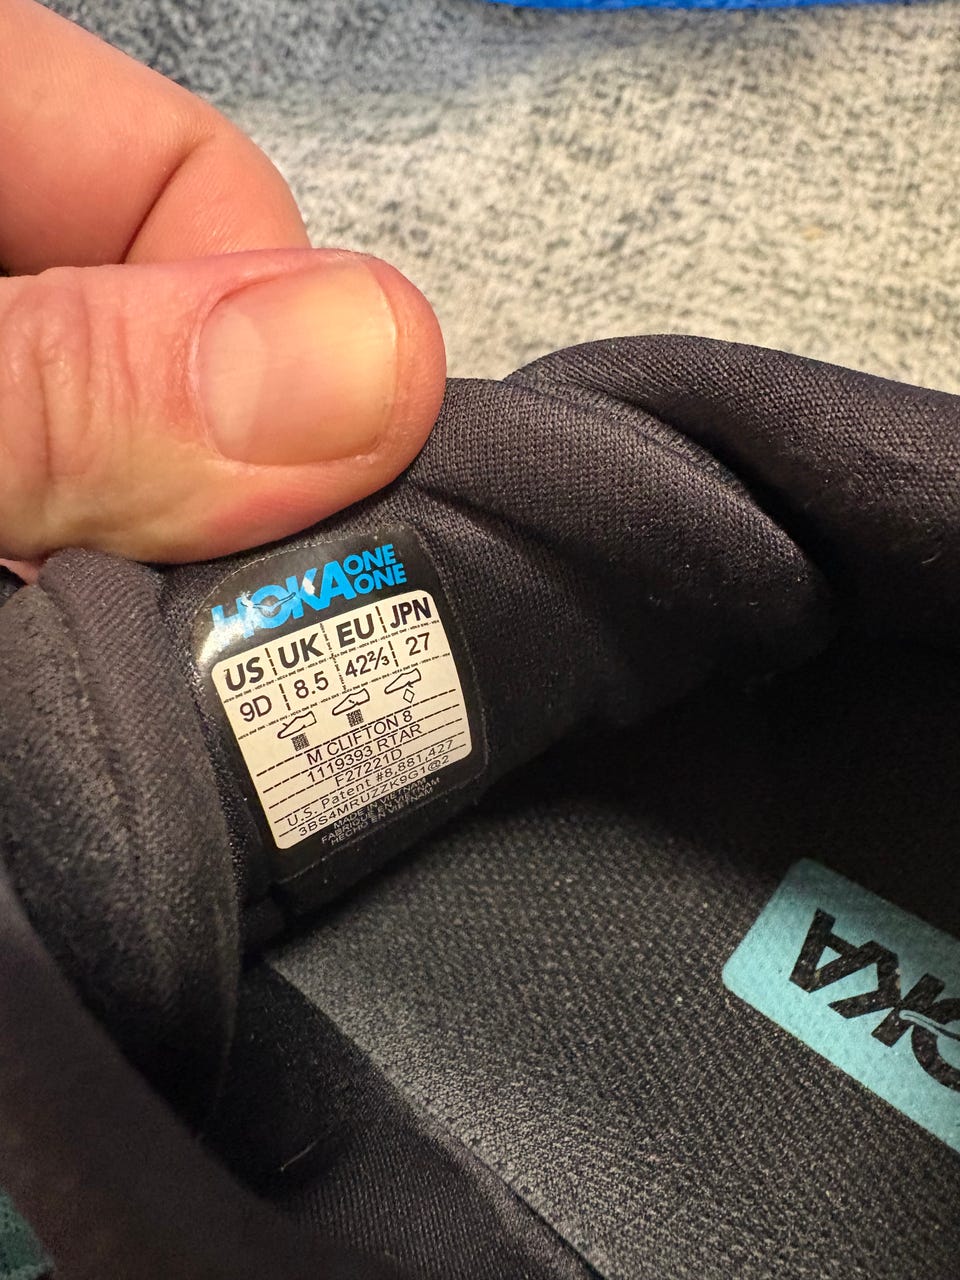 HOKA ONE ONE
US UK EU JPN
9D 8.5 42⅔ 27
M CLIFTON 8
1119393 RTAR
F27221D
U.S. Patent #8,881,427
3BS4MRUZZK9G1@2
MADE IN VIETNAM
FABRIQUÉ EN VIETNAM
HECHO EN VIETNAM
HOKA